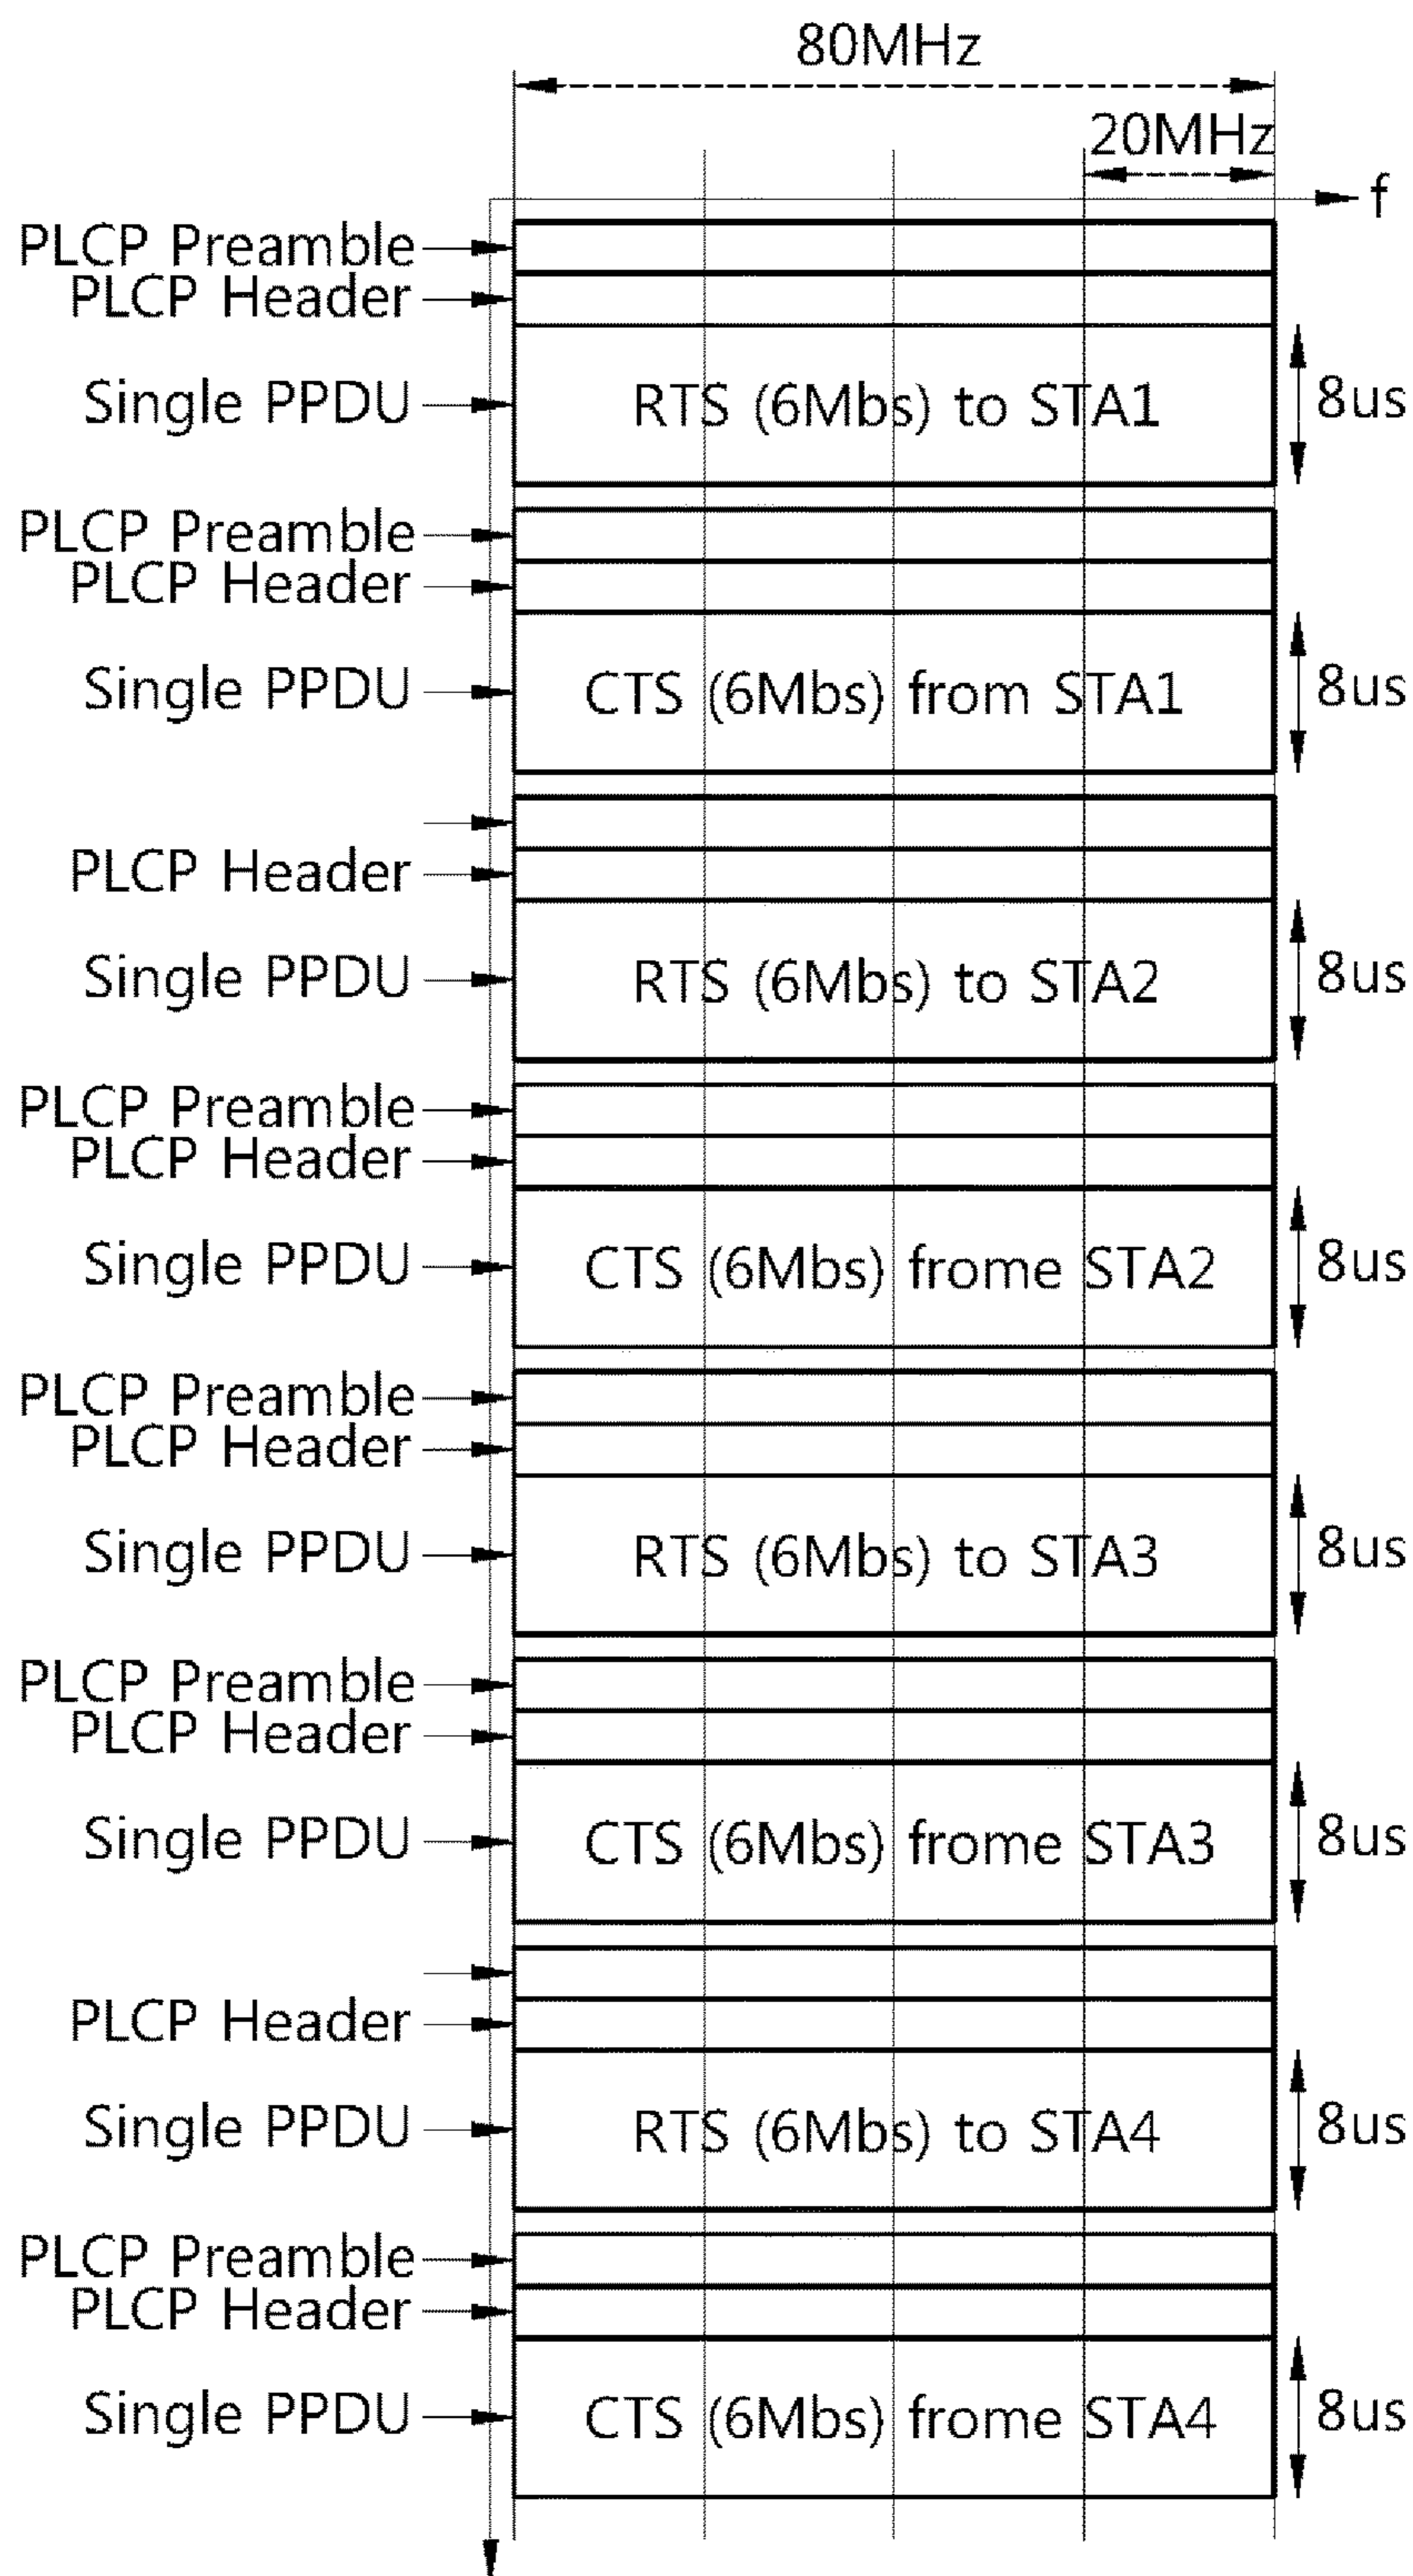 80MHz
20MHz
f
PLCP Preamble
PLCP Header
Single PPDU
RTS (6Mbs) to STA1
8us
PLCP Preamble
PLCP Header
Single PPDU
CTS (6Mbs) from STA1
8us
PLCP Header
Single PPDU
RTS (6Mbs) to STA2
8us
PLCP Preamble
PLCP Header
Single PPDU
CTS (6Mbs) frome STA2
8us
PLCP Preamble
PLCP Header
Single PPDU
RTS (6Mbs) to STA3
8us
PLCP Preamble
PLCP Header
Single PPDU
CTS (6Mbs) frome STA3
8us
PLCP Header
Single PPDU
RTS (6Mbs) to STA4
8us
PLCP Preamble
PLCP Header
Single PPDU
CTS (6Mbs) frome STA4
8us